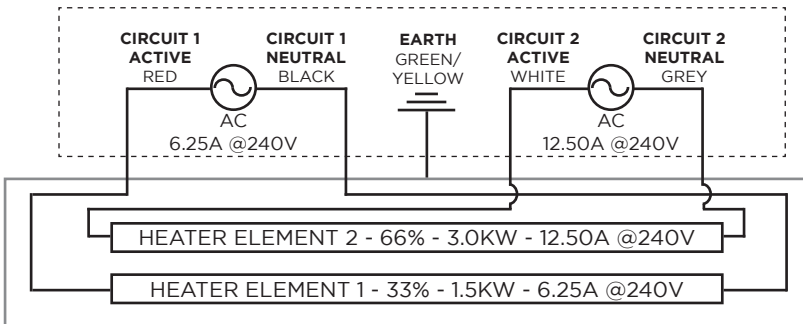 CIRCUIT 1
ACTIVE
RED
CIRCUIT 1
NEUTRAL
BLACK
EARTH
GREEN/
YELLOW
CIRCUIT 2
ACTIVE
WHITE
CIRCUIT 2
NEUTRAL
GREY
AC
6.25A @240V
AC
12.50A @240V
HEATER ELEMENT 2 - 66% - 3.0KW - 12.50A @240V
HEATER ELEMENT 1 - 33% - 1.5KW - 6.25A @240V